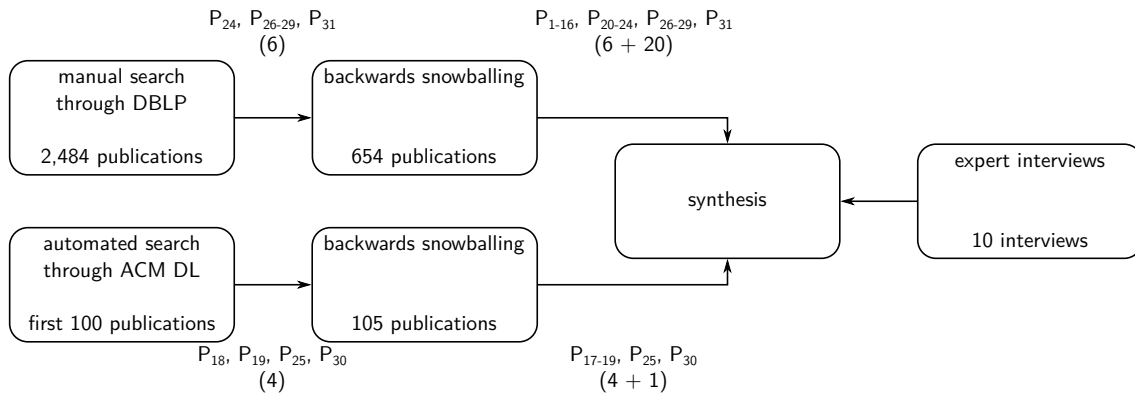 P24, P26-29, P31
(6)
P1-16, P20-24, P26-29, P31
(6 + 20)
manual search
through DBLP
2,484 publications
backwards snowballing
654 publications
synthesis
expert interviews
10 interviews
automated search
through ACM DL
first 100 publications
backwards snowballing
105 publications
P18, P19, P25, P30
(4)
P17-19, P25, P30
(4 + 1)